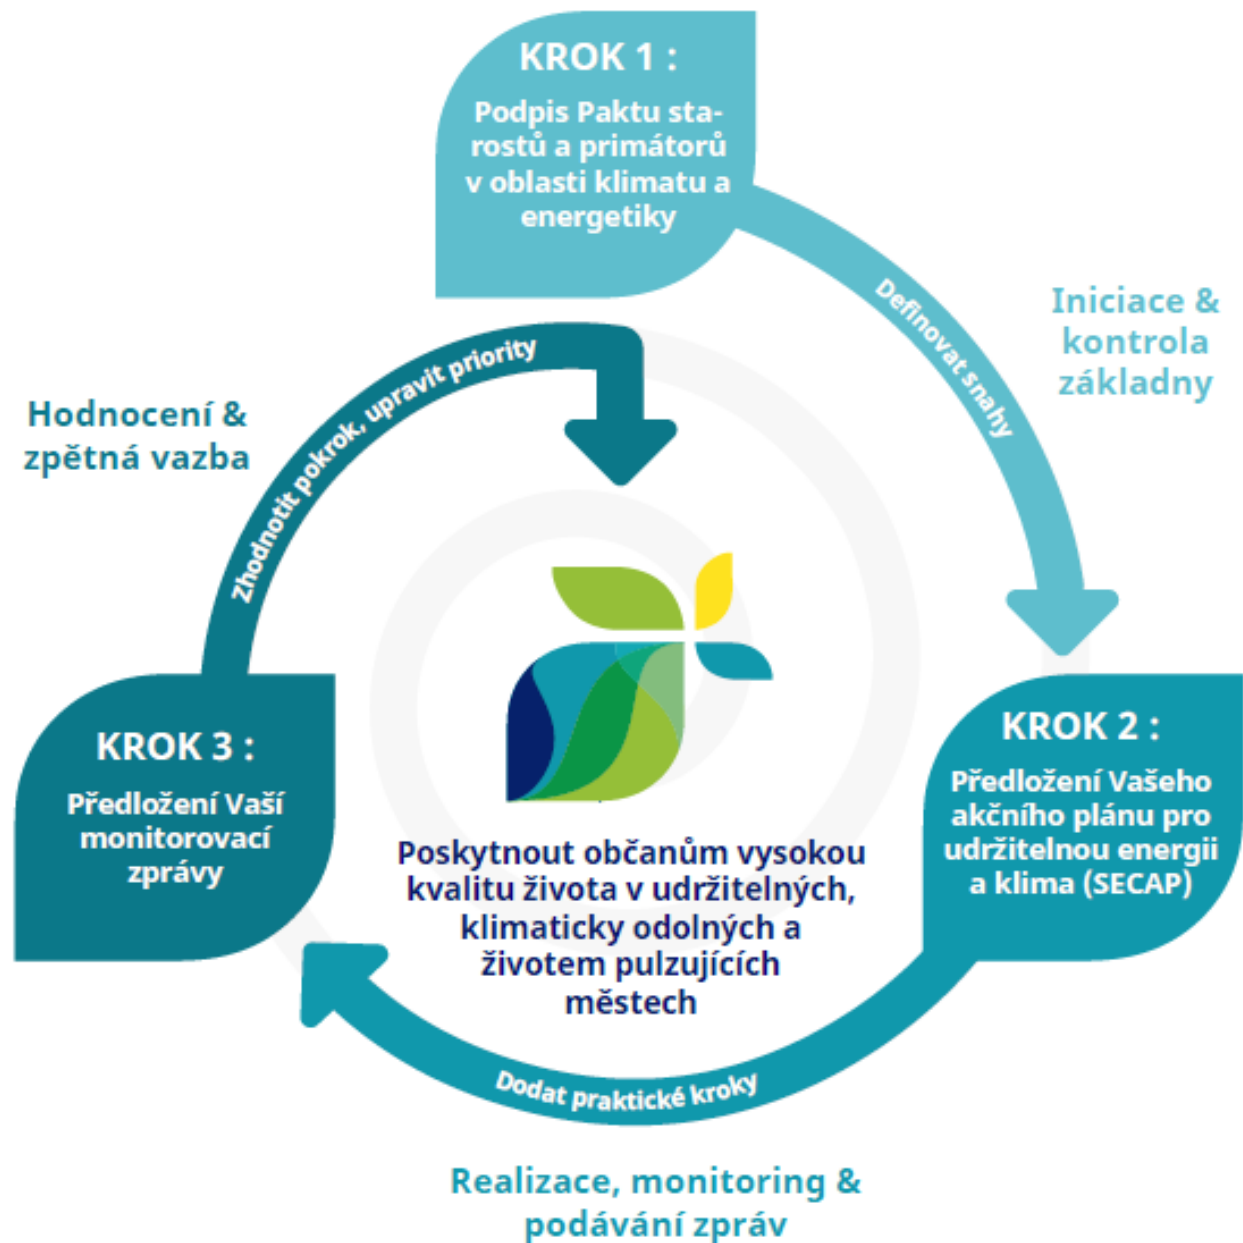 KROK 1 :
Podpis Paktu sta-
rostů a primátorů
v oblasti klimatu a
energetiky
Definovat snahy
Iniciace &
kontrola
základny
KROK 2 :
Předložení Vašeho
akčního plánu pro
udržitelnou energii
a klima (SECAP)
Dodat praktické kroky
Realizace, monitoring &
podávání zpráv
KROK 3 :
Předložení Vaší
monitorovací
zprávy
zhodnotit pokrok, upravit priority
Hodnocení &
zpětná vazba
Poskytnout občanům vysokou
kvalitu života v udržitelných,
klimaticky odolných a
životem pulzujících
městech